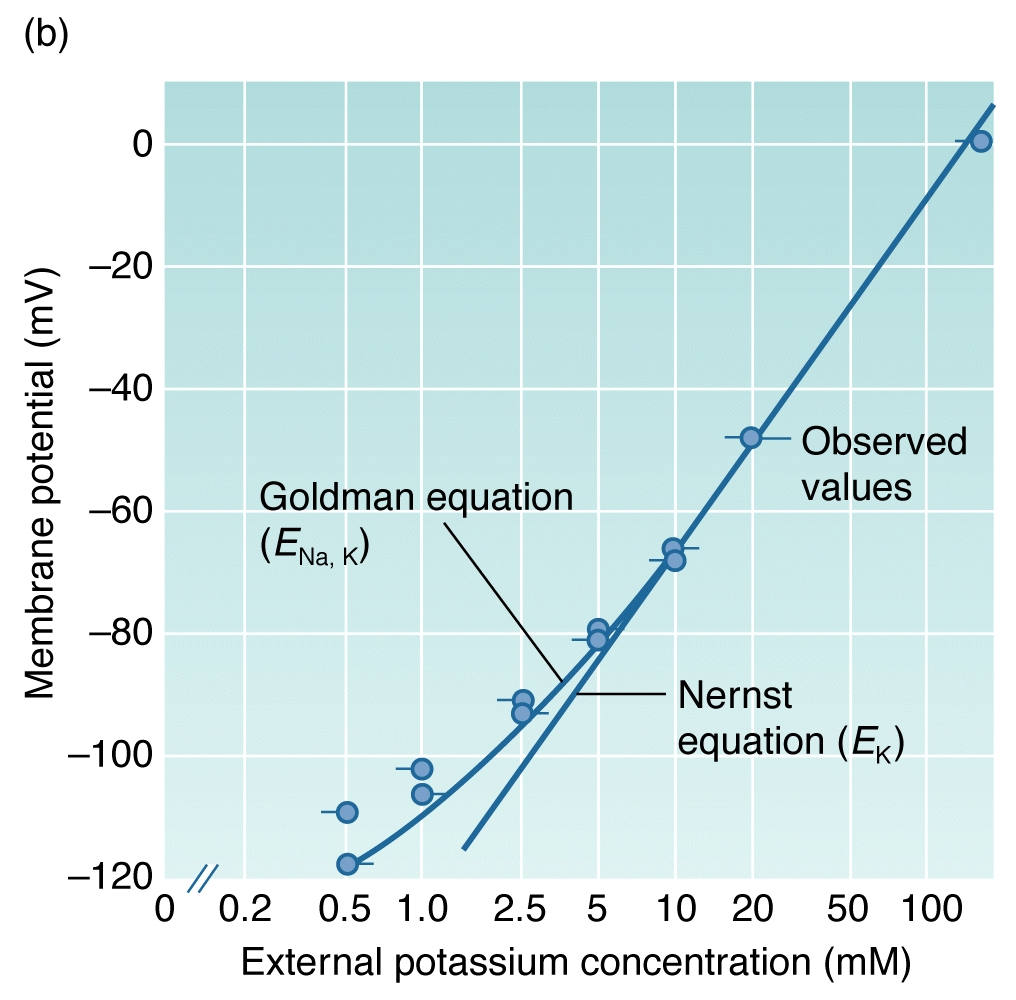 (b)
0
–20
–40
–60
–80
–100
–120
Membrane potential (mV)
Observed
values
Goldman equation
(ENa, K)
Nernst
equation (EK)
0 0.2 0.5 1.0 2.5 5 10 20 50 100
External potassium concentration (mM)